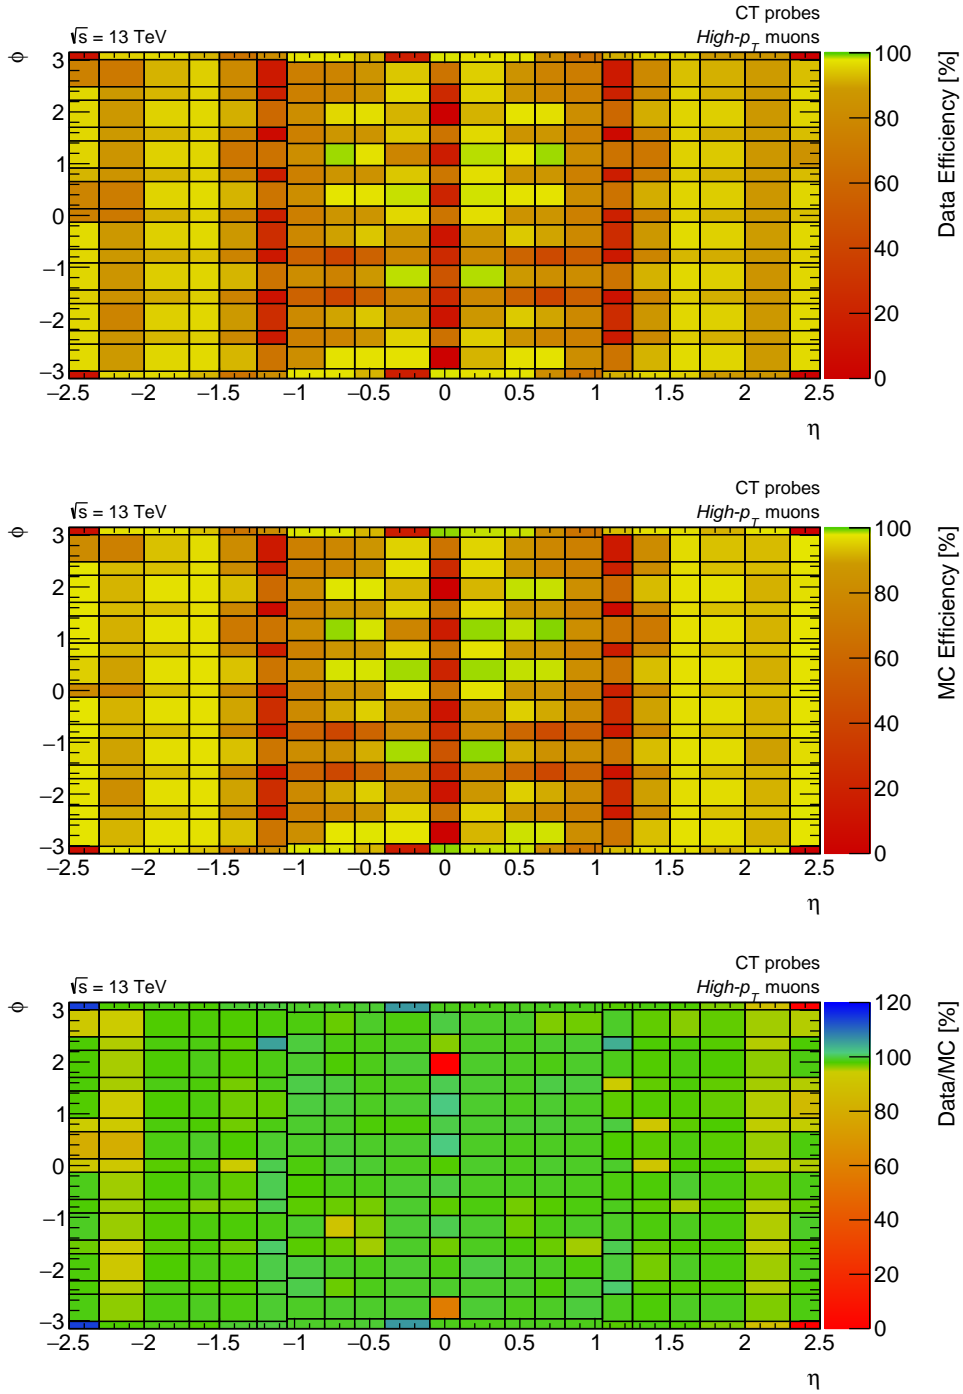 CT probes
√s = 13 TeV
High-p_T muons
ϕ
3
2
1
0
−1
−2
−3
−2.5 −2 −1.5 −1 −0.5 0 0.5 1 1.5 2 2.5
η
100
80
60
40
20
0
Data Efficiency [%]
CT probes
√s = 13 TeV
High-p_T muons
ϕ
3
2
1
0
−1
−2
−3
−2.5 −2 −1.5 −1 −0.5 0 0.5 1 1.5 2 2.5
η
100
80
60
40
20
0
MC Efficiency [%]
CT probes
√s = 13 TeV
High-p_T muons
ϕ
3
2
1
0
−1
−2
−3
−2.5 −2 −1.5 −1 −0.5 0 0.5 1 1.5 2 2.5
η
120
100
80
60
40
20
0
Data/MC [%]